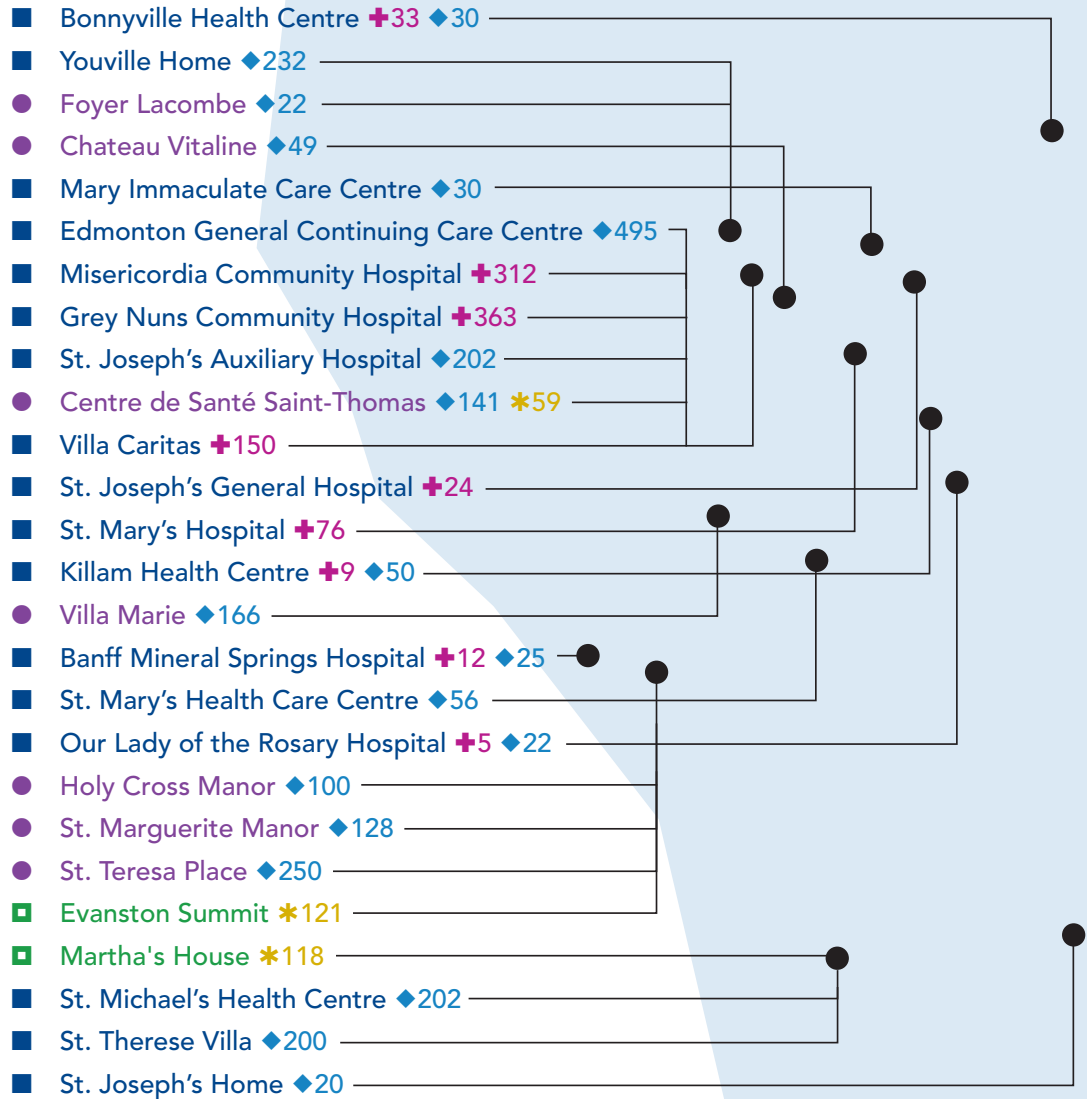 Bonnyville Health Centre ✚33 ◆30
Youville Home ◆232
Foyer Lacombe ◆22
Chateau Vitaline ◆49
Mary Immaculate Care Centre ◆30
Edmonton General Continuing Care Centre ◆495
Misericordia Community Hospital ✚312
Grey Nuns Community Hospital ✚363
St. Joseph’s Auxiliary Hospital ◆202
Centre de Santé Saint-Thomas ◆141 ✱59
Villa Caritas ✚150
St. Joseph’s General Hospital ✚24
St. Mary’s Hospital ✚76
Killam Health Centre ✚9 ◆50
Villa Marie ◆166
Banff Mineral Springs Hospital ✚12 ◆25
St. Mary’s Health Care Centre ◆56
Our Lady of the Rosary Hospital ✚5 ◆22
Holy Cross Manor ◆100
St. Marguerite Manor ◆128
St. Teresa Place ◆250
Evanston Summit ✱121
Martha's House ✱118
St. Michael’s Health Centre ◆202
St. Therese Villa ◆200
St. Joseph’s Home ◆20